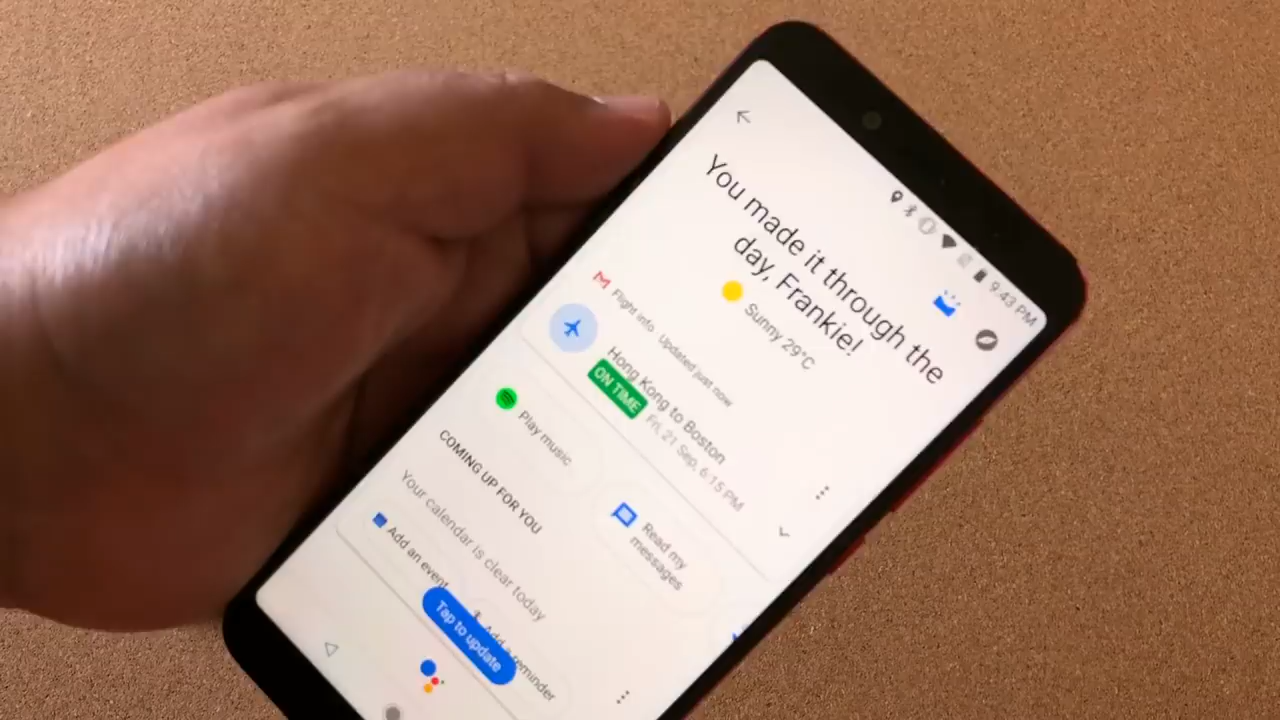 9:43 PM
You made it through the
day, Frankie!
Sunny 29°C
Flight info Updated just now
Hong Kong to Boston
ON TIME Fri, 21 Sep, 6:15 PM
Play music
Read my
messages
COMING UP FOR YOU
Your calendar is clear today
Add an event
Add a reminder
Tap to update